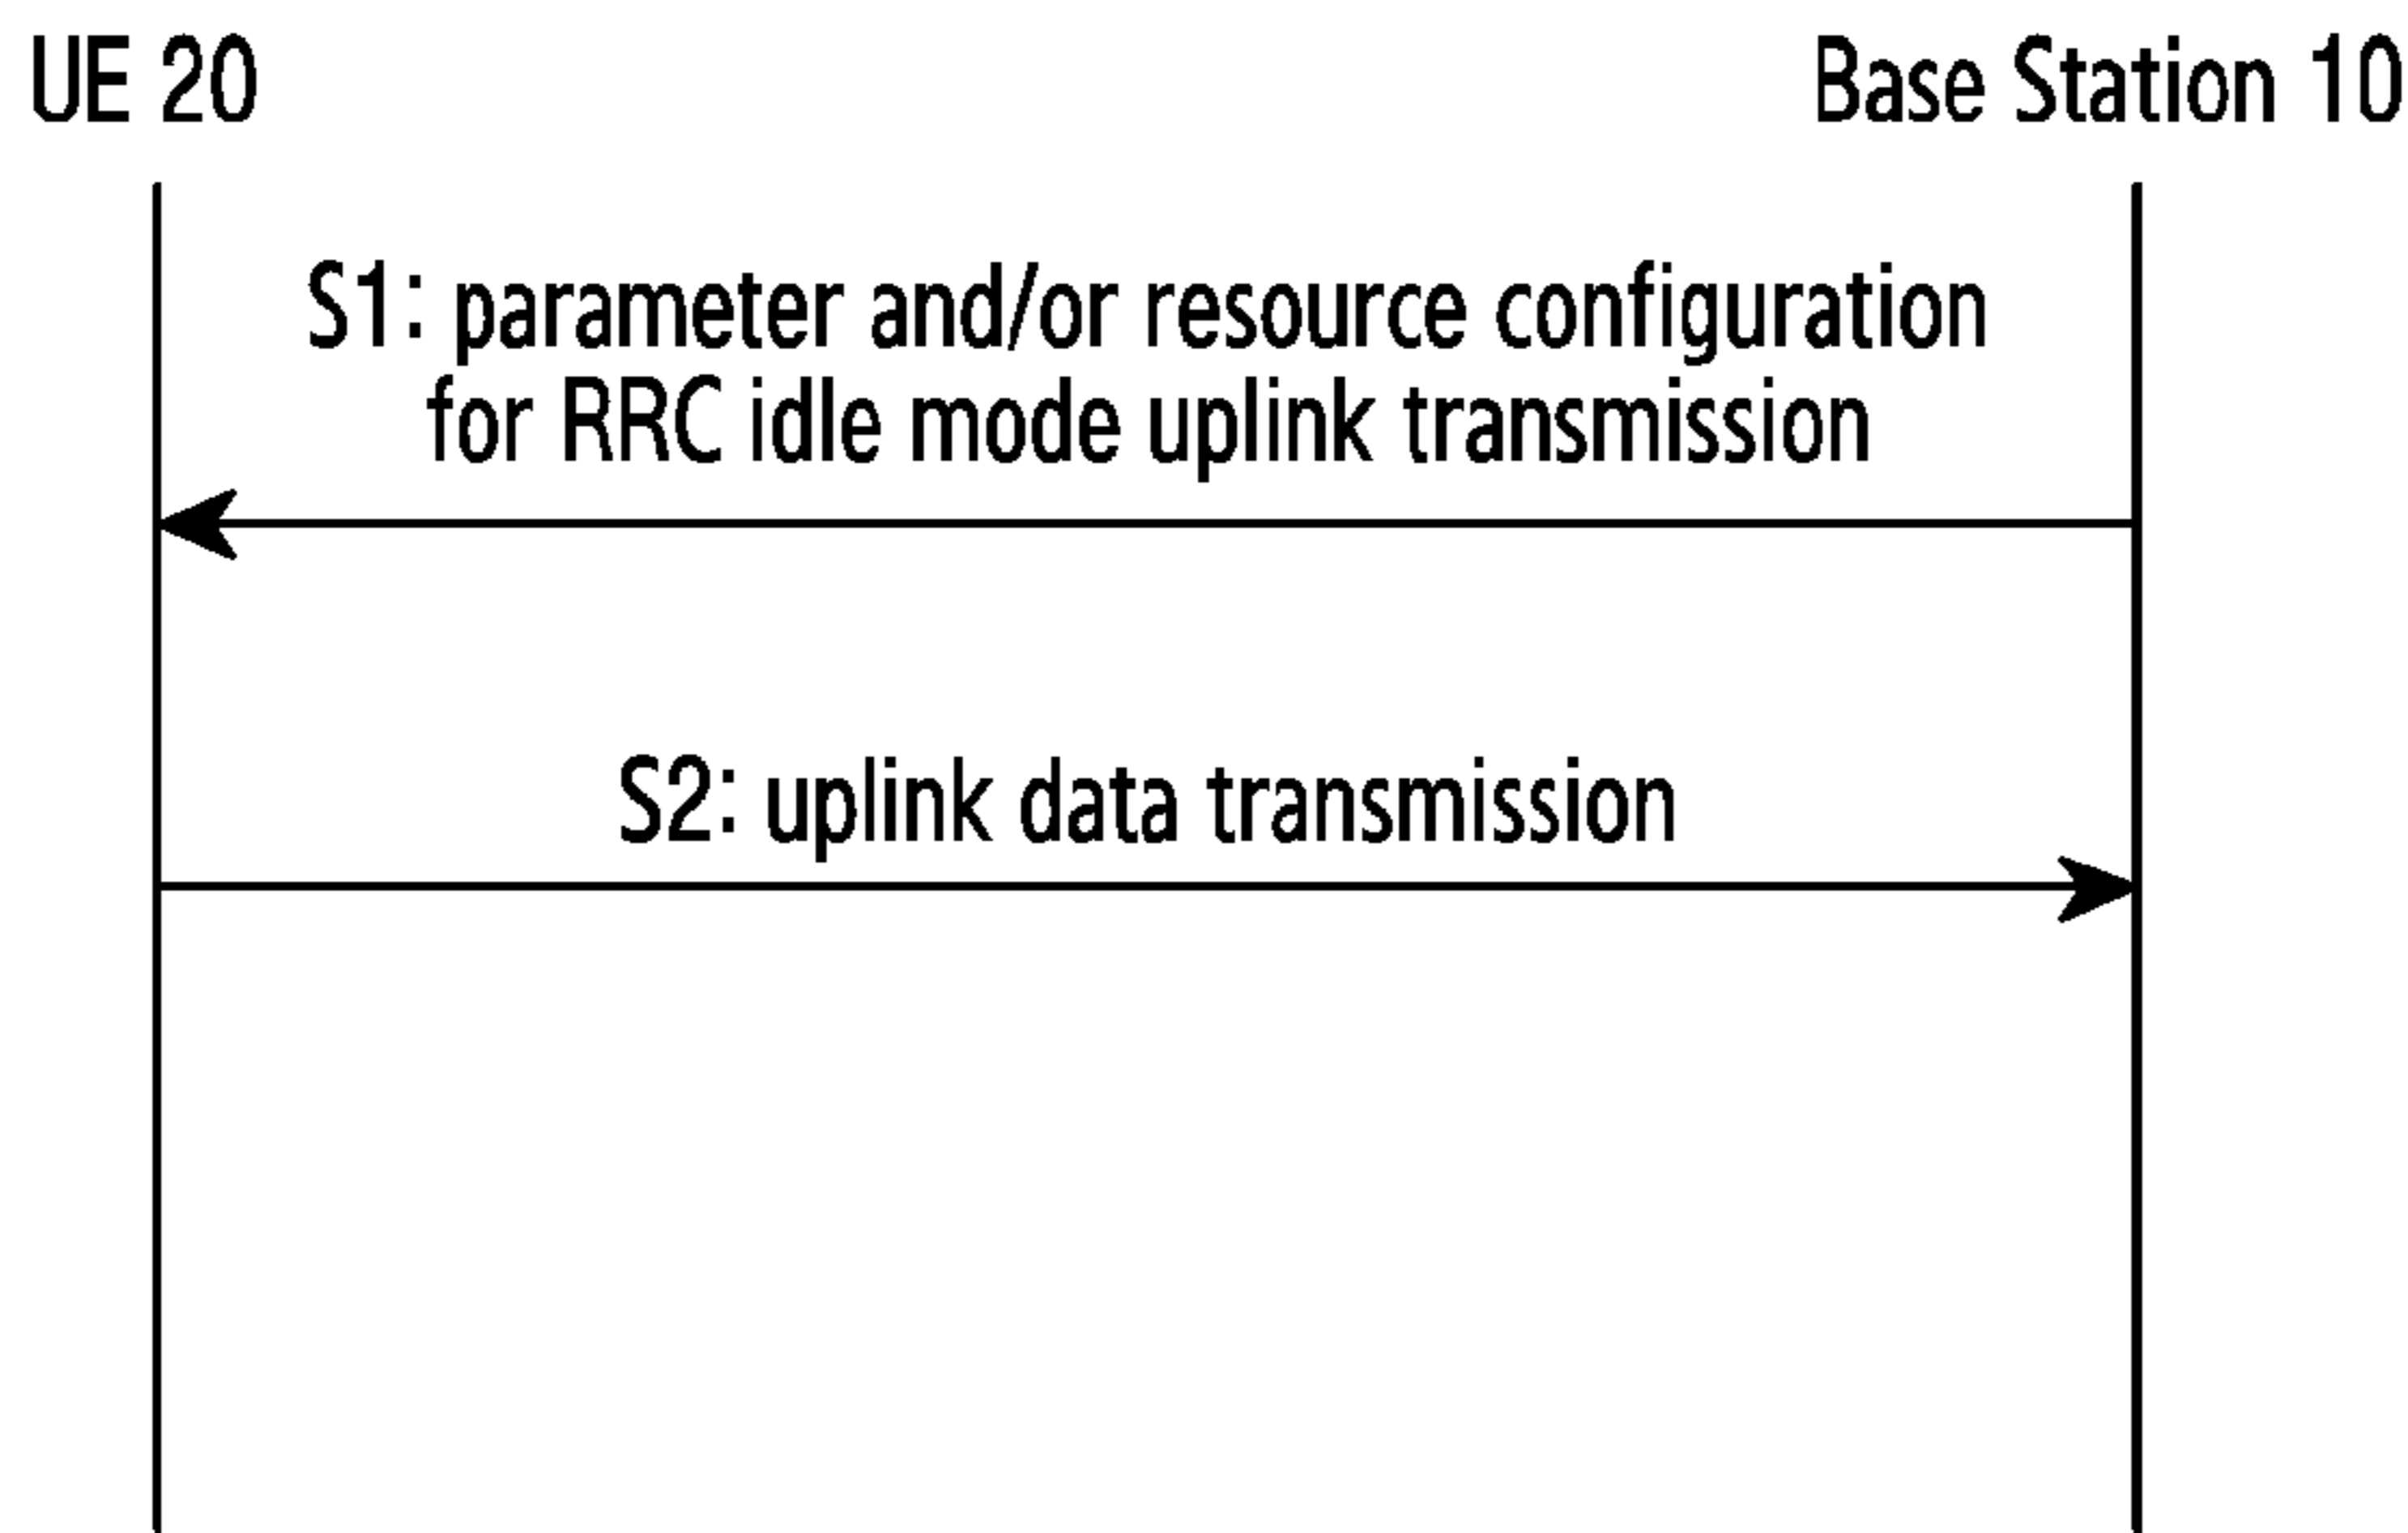 UE 20
Base Station 10
S1: parameter and/or resource configuration
for RRC idle mode uplink transmission
S2: uplink data transmission